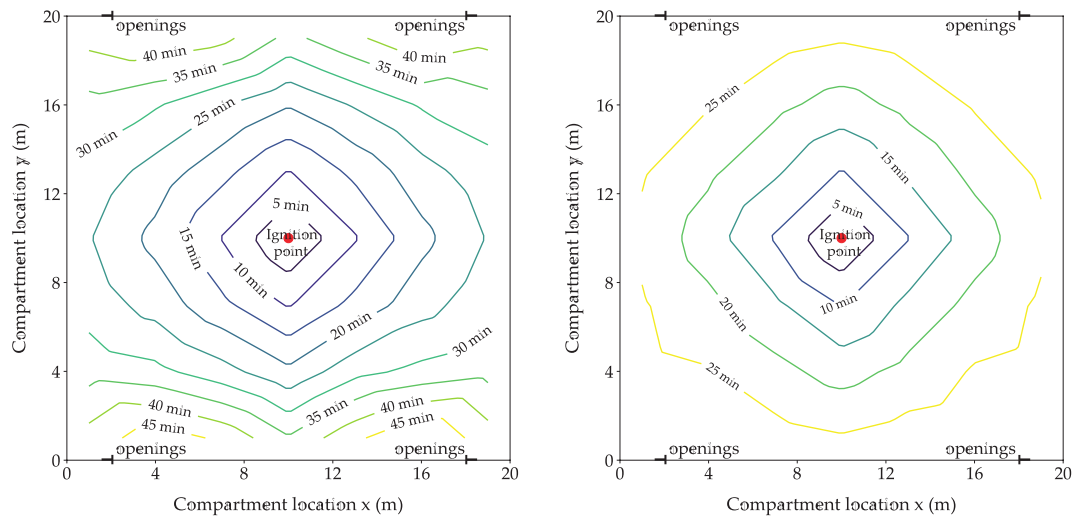 20
openings
openings
40 min
40 min
35 min
35 min
16
25 min
30 min
12
5 min
Ignition
point
15 min
10 min
8
20 min
30 min
4
40 min
35 min
40 min
45 min
45 min
openings
openings
0
0
4
8
12
16
20
Compartment location x (m)
Compartment location y (m)
20
openings
openings
25 min
16
15 min
12
5 min
Ignition
point
8
10 min
20 min
25 min
4
openings
openings
0
0
4
8
12
16
20
Compartment location x (m)
Compartment location y (m)